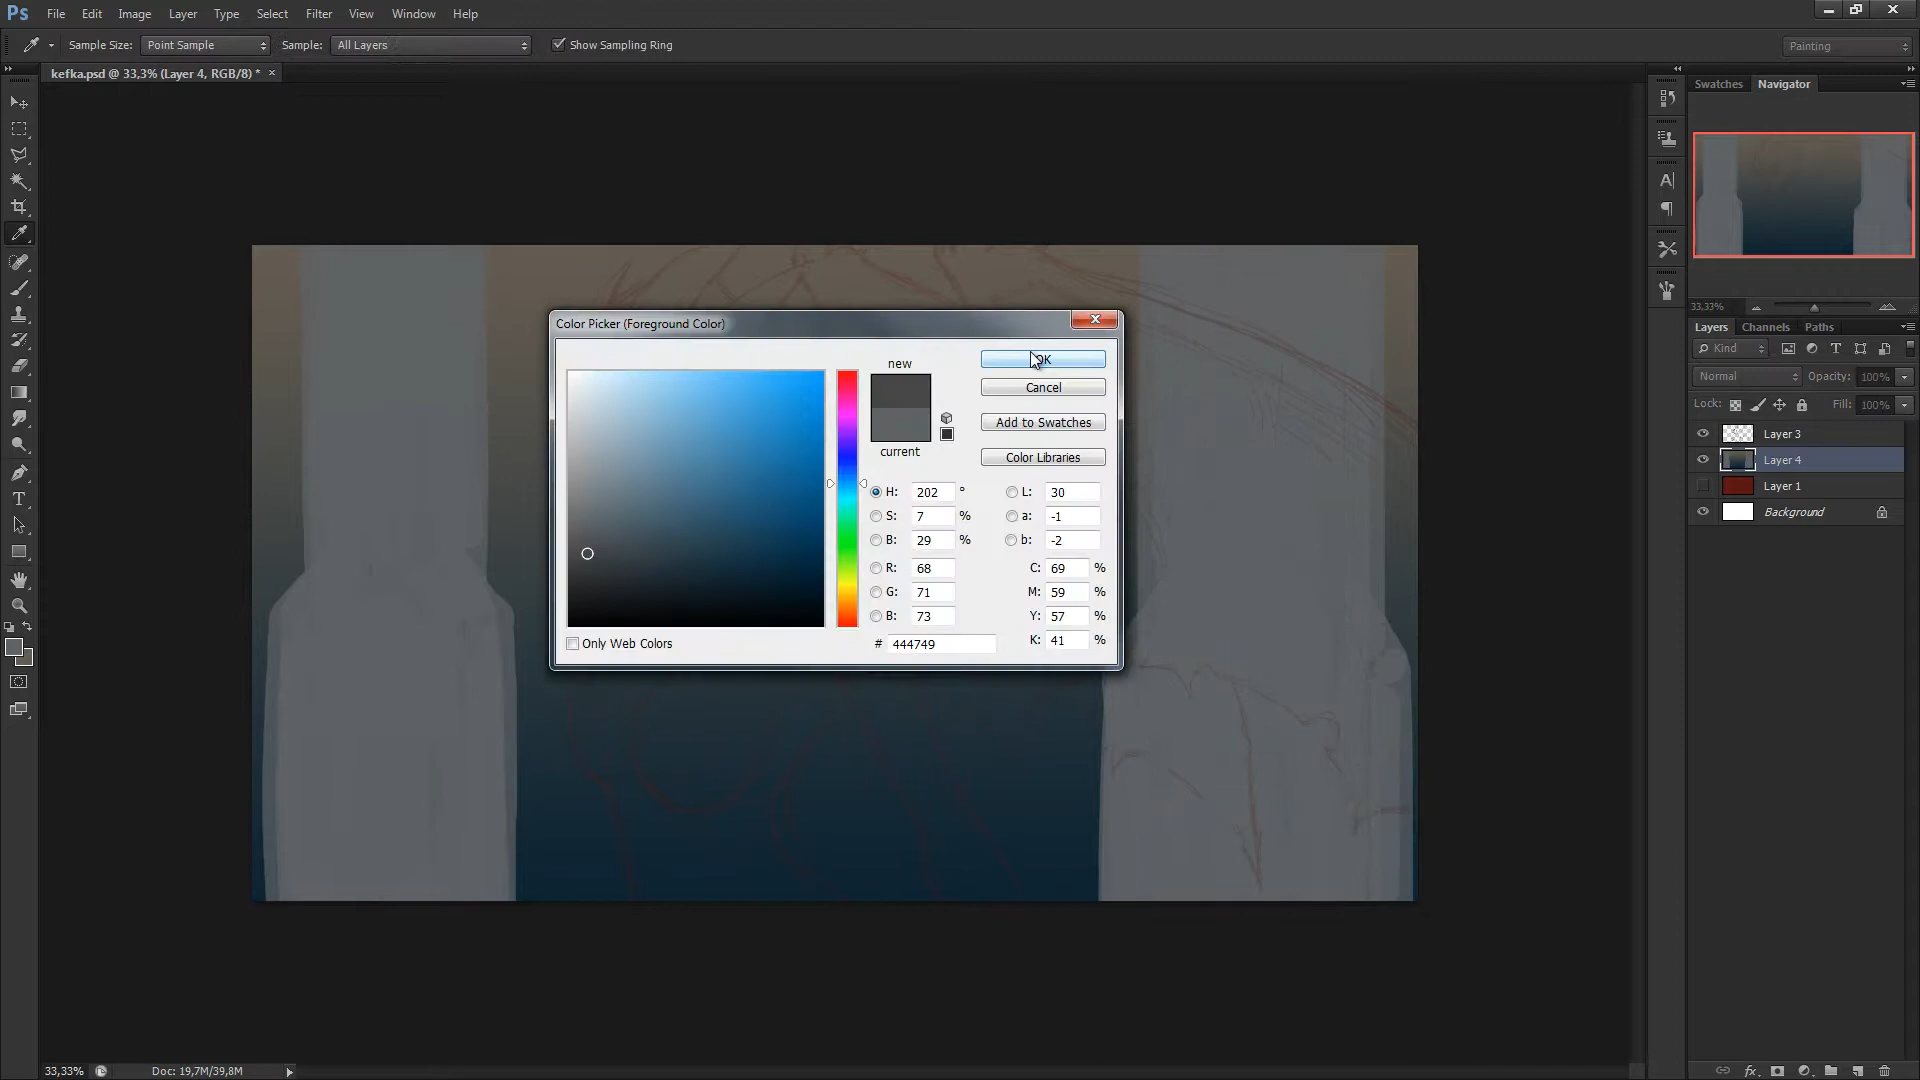 Ps File Edit Image Layer Type Select Filter View Window Help
Sample Size: Point Sample Sample: All Layers Show Sampling Ring Painting
kefka.psd @ 33,3% (Layer 4, RGB/8) * ×
Swatches Navigator
33,33%
Layers Channels Paths
Kind
Normal Opacity: 100%
Lock: Fill: 100%
Layer 3
Layer 4
Layer 1
Background
Color Picker (Foreground Color)
new
current
OK
Cancel
Add to Swatches
Color Libraries
H: 202 ° L: 30
S: 7 % a: -1
B: 29 % b: -2
R: 68 C: 69 %
G: 71 M: 59 %
B: 73 Y: 57 %
K: 41 %
Only Web Colors # 444749
33,33% Doc: 19,7M/39,8M